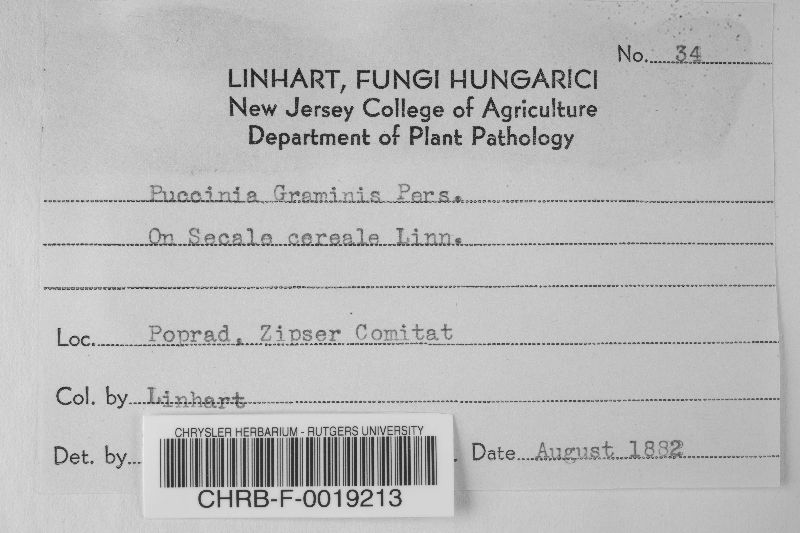 No. 34
LINHART, FUNGI HUNGARICI
New Jersey College of Agriculture
Department of Plant Pathology
Puccinia Graminis Pers.
On Secale cereale Linn.
Loc. Poprad, Zipser Comitat
Col. by Linhart
Det. by
Date August 1882
CHRYSLER HERBARIUM - RUTGERS UNIVERSITY
CHRB-F-0019213